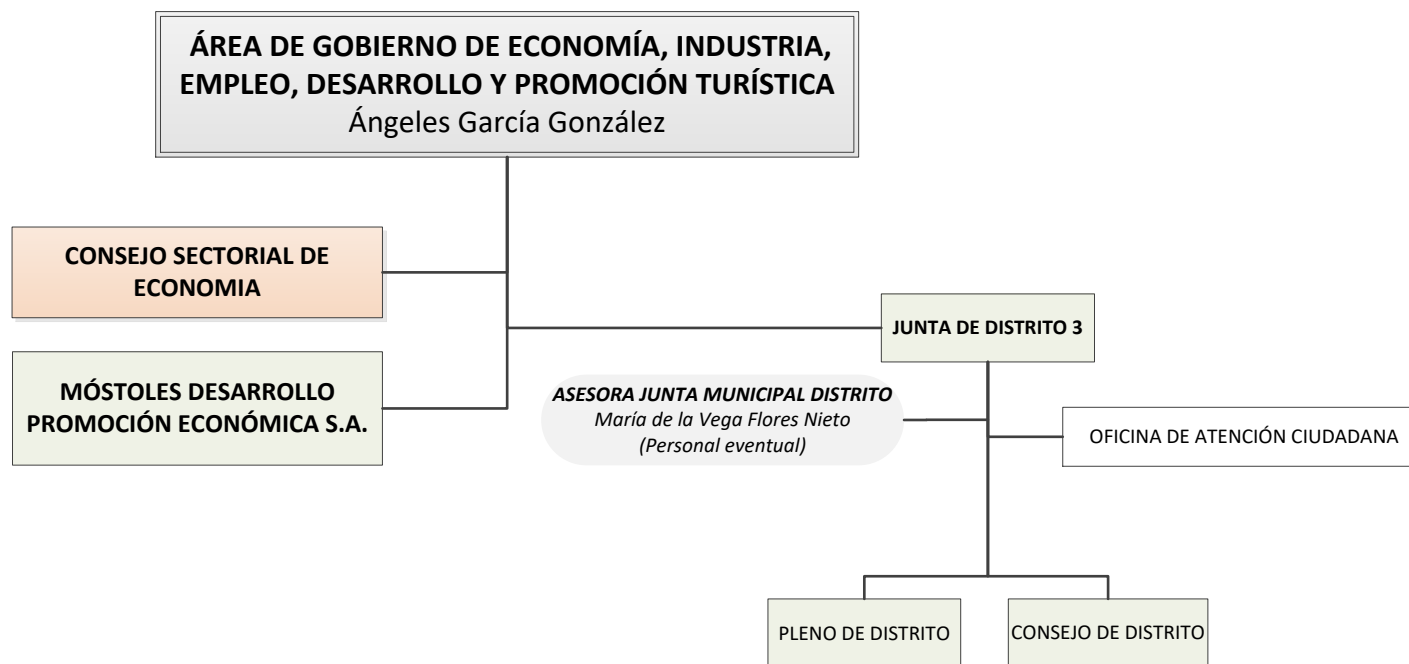 ÁREA DE GOBIERNO DE ECONOMÍA, INDUSTRIA,
EMPLEO, DESARROLLO Y PROMOCIÓN TURÍSTICA
Ángeles García González
CONSEJO SECTORIAL DE
ECONOMIA
MÓSTOLES DESARROLLO
PROMOCIÓN ECONÓMICA S.A.
JUNTA DE DISTRITO 3
ASESORA JUNTA MUNICIPAL DISTRITO
María de la Vega Flores Nieto
(Personal eventual)
OFICINA DE ATENCIÓN CIUDADANA
PLENO DE DISTRITO
CONSEJO DE DISTRITO